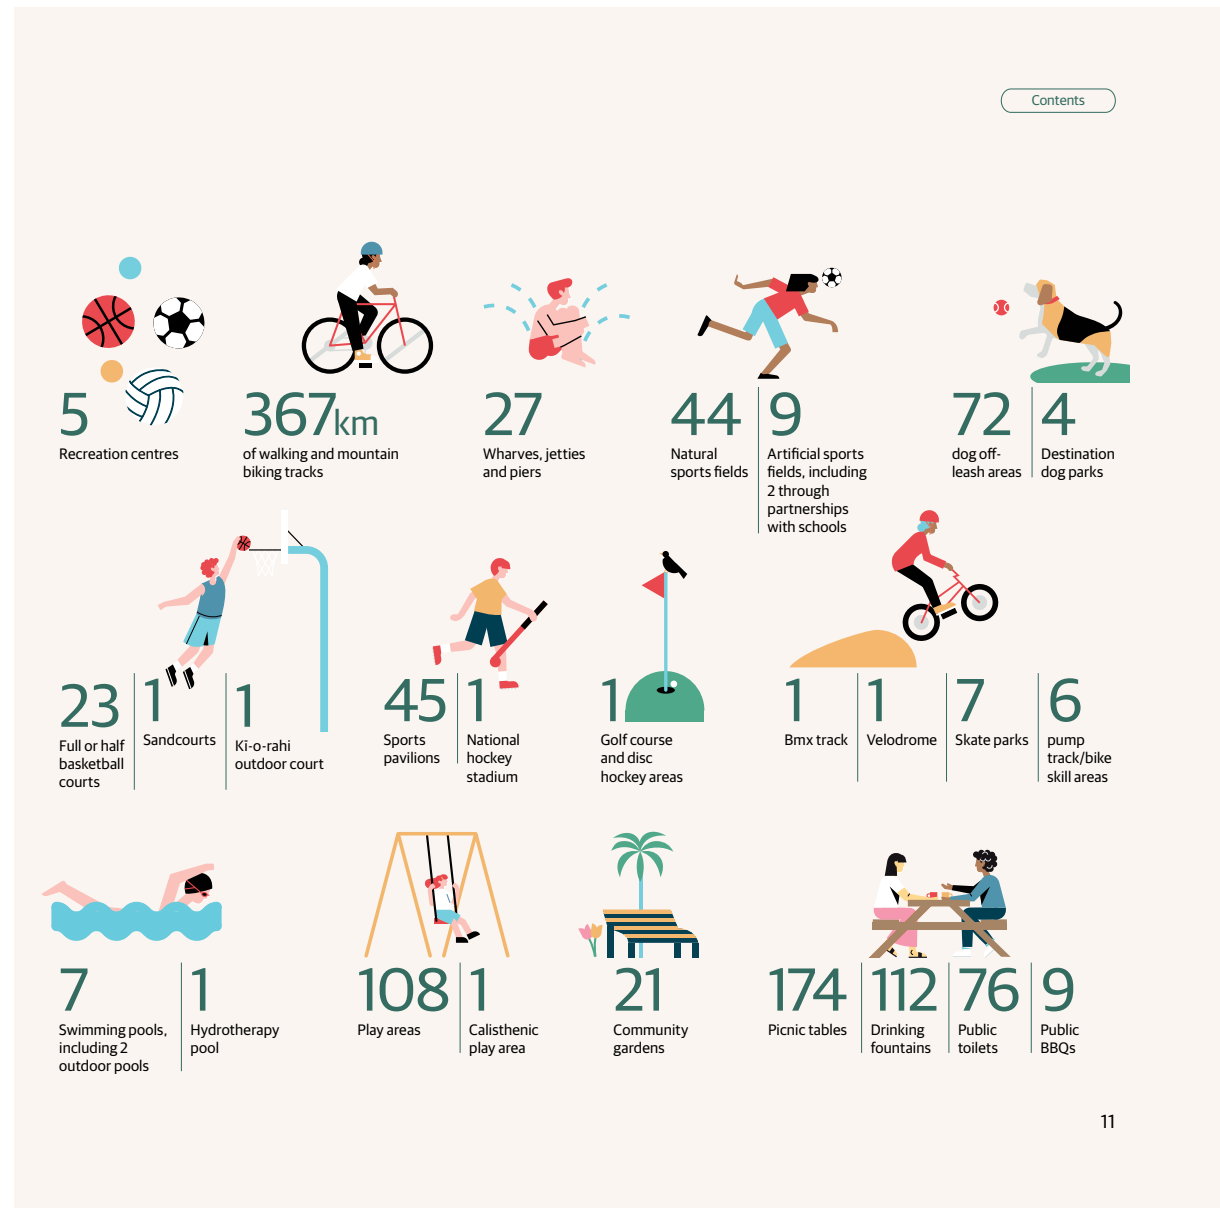 Contents
5
Recreation centres
367km
of walking and mountain
biking tracks
27
Wharves, jetties
and piers
44
Natural
sports fields
9
Artificial sports
fields, including
2 through
partnerships
with schools
72
dog off-
leash areas
4
Destination
dog parks
23
Full or half
basketball
courts
1
Sandcourts
1
Kī-o-rahi
outdoor court
45
Sports
pavilions
1
National
hockey
stadium
1
Golf course
and disc
hockey areas
1
Bmx track
1
Velodrome
7
Skate parks
6
pump
track/bike
skill areas
7
Swimming pools,
including 2
outdoor pools
1
Hydrotherapy
pool
108
Play areas
1
Calisthenic
play area
21
Community
gardens
174
Picnic tables
112
Drinking
fountains
76
Public
toilets
9
Public
BBQs
11